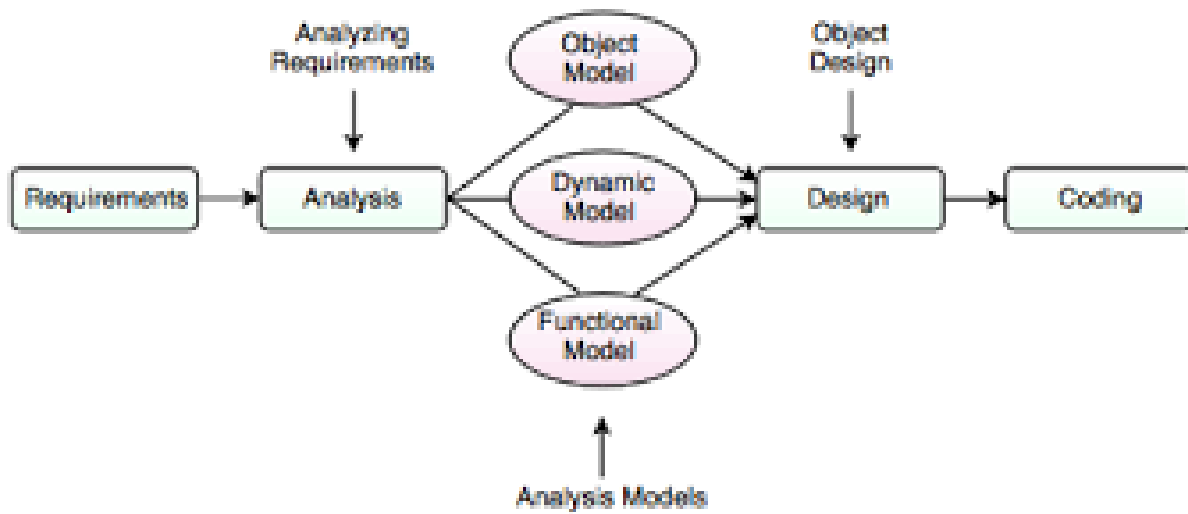 Analyzing
Requirements
Object
Model
Object
Design
Requirements
Analysis
Dynamic
Model
Design
Coding
Functional
Model
Analysis Models